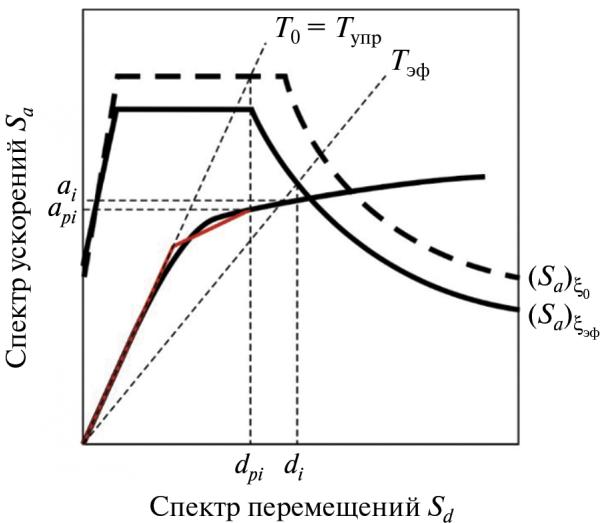 T₀ = Tупр
Tэф
Спектр ускорений Sₐ
aᵢ
aₚᵢ
(Sₐ)ξ₀
(Sₐ)ξэф
dₚᵢ dᵢ
Спектр перемещений S_d